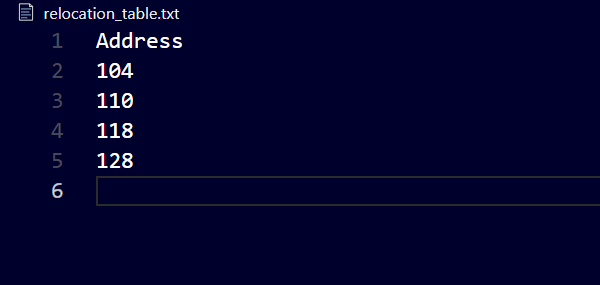 relocation_table.txt
1 Address
2 104
3 110
4 118
5 128
6